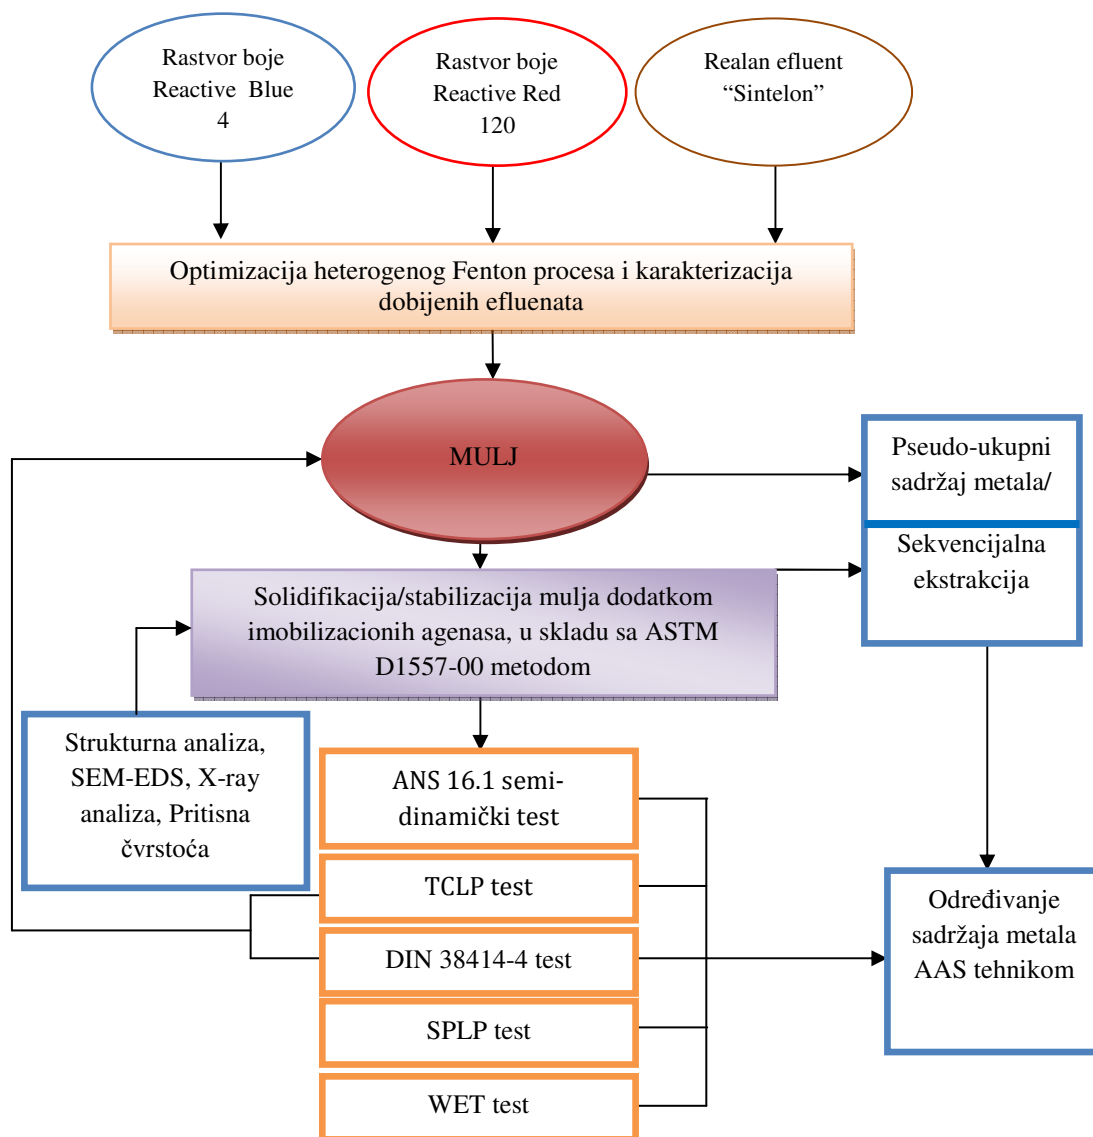 Rastvor boje
Reactive Blue
4
Rastvor boje
Reactive Red
120
Realan efluent
“Sintelon”
Optimizacija heterogenog Fenton procesa i karakterizacija
dobijenih efluenata
MULJ
Pseudo-ukupni
sadržaj metala/
Sekvencijalna
ekstrakcija
Solidifikacija/stabilizacija mulja dodatkom
imobilizacionih agenasa, u skladu sa ASTM
D1557-00 metodom
Strukturna analiza,
SEM-EDS, X-ray
analiza, Pritisna
čvrstoća
ANS 16.1 semi-
dinamički test
TCLP test
DIN 38414-4 test
SPLP test
WET test
Određivanje
sadržaja metala
AAS tehnikom